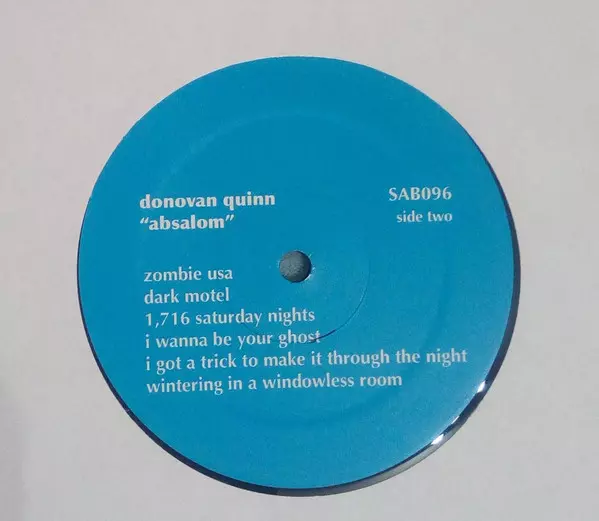 donovan quinn
"absalom"
SAB096
side two
zombie usa
dark motel
1,716 saturday nights
i wanna be your ghost
i got a trick to make it through the night
wintering in a windowless room